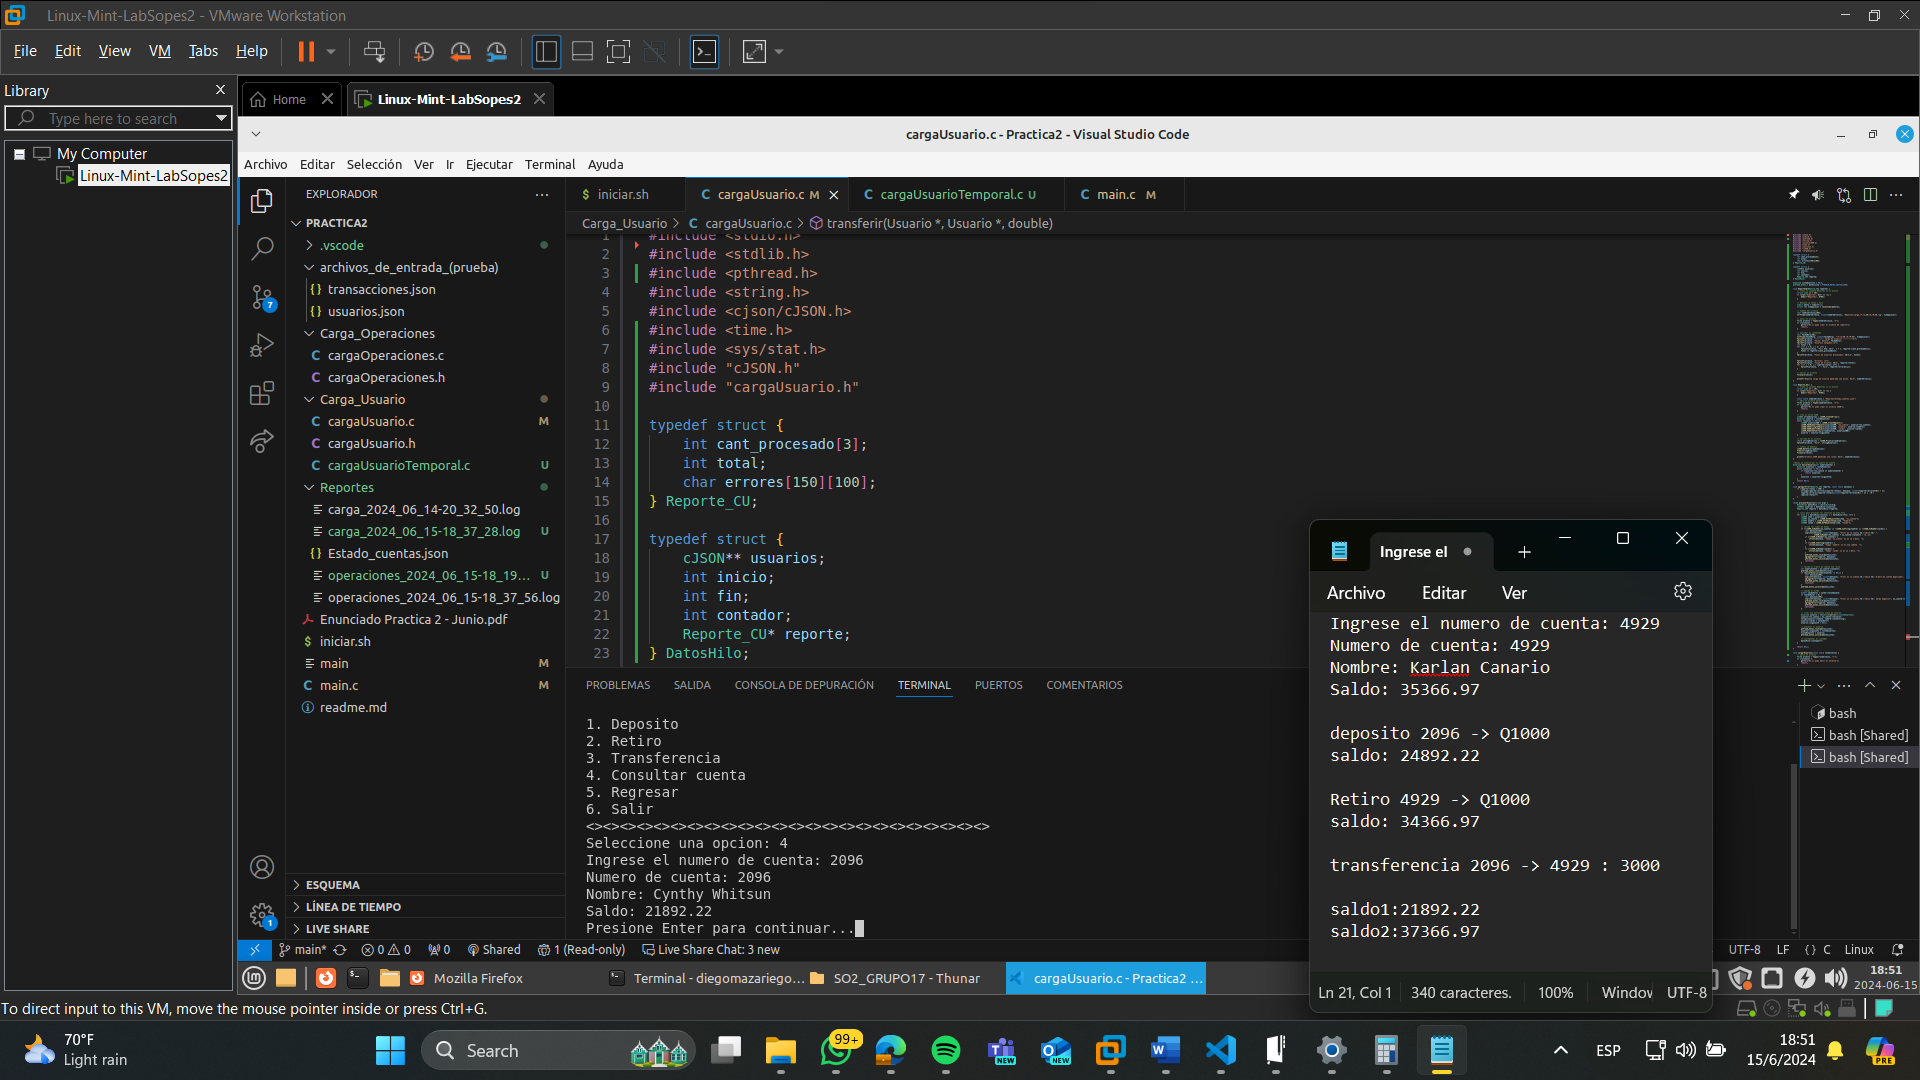 Linux-Mint-LabSopes2 - VMware Workstation
File Edit View VM Tabs Help
Library
Type here to search
My Computer
Linux-Mint-LabSopes2
Home
Linux-Mint-LabSopes2
cargaUsuario.c - Practica2 - Visual Studio Code
Archivo Editar Selección Ver Ir Ejecutar Terminal Ayuda
EXPLORADOR
PRACTICA2
.vscode
archivos_de_entrada_(prueba)
{} transacciones.json
{} usuarios.json
Carga_Operaciones
C cargaOperaciones.c
C cargaOperaciones.h
Carga_Usuario
C cargaUsuario.c M
C cargaUsuario.h
C cargaUsuarioTemporal.c U
Reportes
carga_2024_06_14-20_32_50.log
carga_2024_06_15-18_37_28.log U
{} Estado_cuentas.json
operaciones_2024_06_15-18_19... U
operaciones_2024_06_15-18_37_56.log
Enunciado Practica 2 - Junio.pdf
$ iniciar.sh
main M
C main.c M
readme.md
ESQUEMA
LÍNEA DE TIEMPO
LIVE SHARE
7
1
$ iniciar.sh
C cargaUsuario.c M
C cargaUsuarioTemporal.c U
C main.c M
Carga_Usuario > C cargaUsuario.c > transferir(Usuario *, Usuario *, double)
1 #include <stdio.h>
2 #include <stdlib.h>
3 #include <pthread.h>
4 #include <string.h>
5 #include <cjson/cJSON.h>
6 #include <time.h>
7 #include <sys/stat.h>
8 #include "cJSON.h"
9 #include "cargaUsuario.h"
10
11 typedef struct {
12 int cant_procesado[3];
13 int total;
14 char errores[150][100];
15 } Reporte_CU;
16
17 typedef struct {
18 cJSON** usuarios;
19 int inicio;
20 int fin;
21 int contador;
22 Reporte_CU* reporte;
23 } DatosHilo;
PROBLEMAS SALIDA CONSOLA DE DEPURACIÓN TERMINAL PUERTOS COMENTARIOS
1. Deposito
2. Retiro
3. Transferencia
4. Consultar cuenta
5. Regresar
6. Salir
<><><><><><><><><><><><><><><><><><><><><><><><>
Seleccione una opcion: 4
Ingrese el numero de cuenta: 2096
Numero de cuenta: 2096
Nombre: Cynthy Whitsun
Saldo: 21892.22
Presione Enter para continuar...
bash
bash [Shared]
bash [Shared]
main* 0 0 0 Shared 1 (Read-only) Live Share Chat: 3 new
UTF-8 LF {} C Linux
Ingrese el
Archivo Editar Ver
Ingrese el numero de cuenta: 4929
Numero de cuenta: 4929
Nombre: Karlan Canario
Saldo: 35366.97
deposito 2096 -> Q1000
saldo: 24892.22
Retiro 4929 -> Q1000
saldo: 34366.97
transferencia 2096 -> 4929 : 3000
saldo1:21892.22
saldo2:37366.97
Ln 21, Col 1 340 caracteres. 100% Window UTF-8
Mozilla Firefox
Terminal - diegomazariego...
SO2_GRUPO17 - Thunar
cargaUsuario.c - Practica2 ...
18:51
2024-06-15
To direct input to this VM, move the mouse pointer inside or press Ctrl+G.
70°F
Light rain
Search
99+
NEW
NEW
ESP
18:51
15/6/2024
PRE